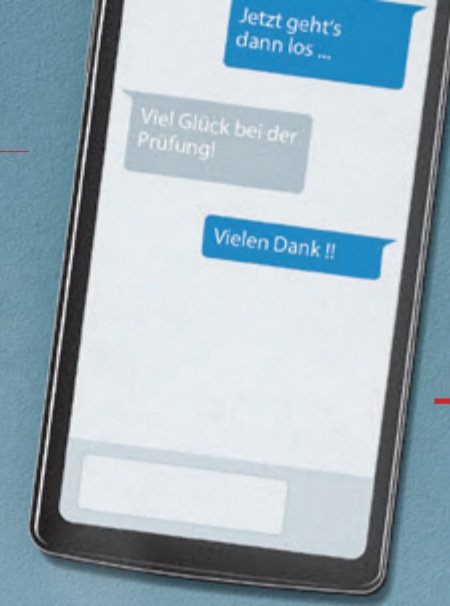 Jetzt geht's
dann los ...
Viel Glück bei der
Prüfung!
Vielen Dank !!